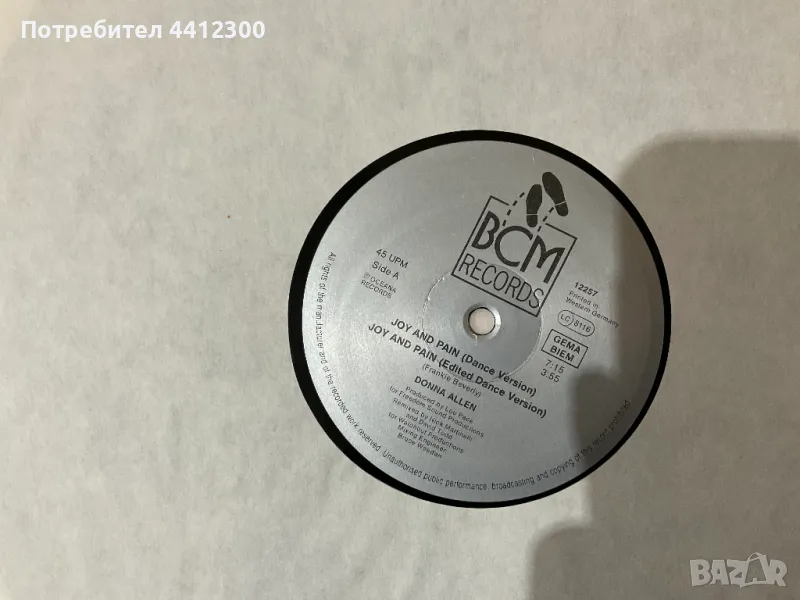 Потребител 4412300
BCM
RECORDS
45 UPM
Side A
℗ OCEANA
RECORDS
12257
Printed in
Western Germany
LC 8116
GEMA
BIEM
7:15
3:55
JOY AND PAIN (Dance Version)
JOY AND PAIN (Edited Dance Version)
(Frankie Beverly)
DONNA ALLEN
Produced by Lou Pace
for Freedom Sound Productions
Remixed by Nick Martinelli
and David Todd
for Watchout Productions
Mixing Engineer:
Bruce Weeden
All rights of the manufacturer and of the recorded work reserved. Unauthorised public performance, broadcasting and copying of this record prohibited.
BAZAR